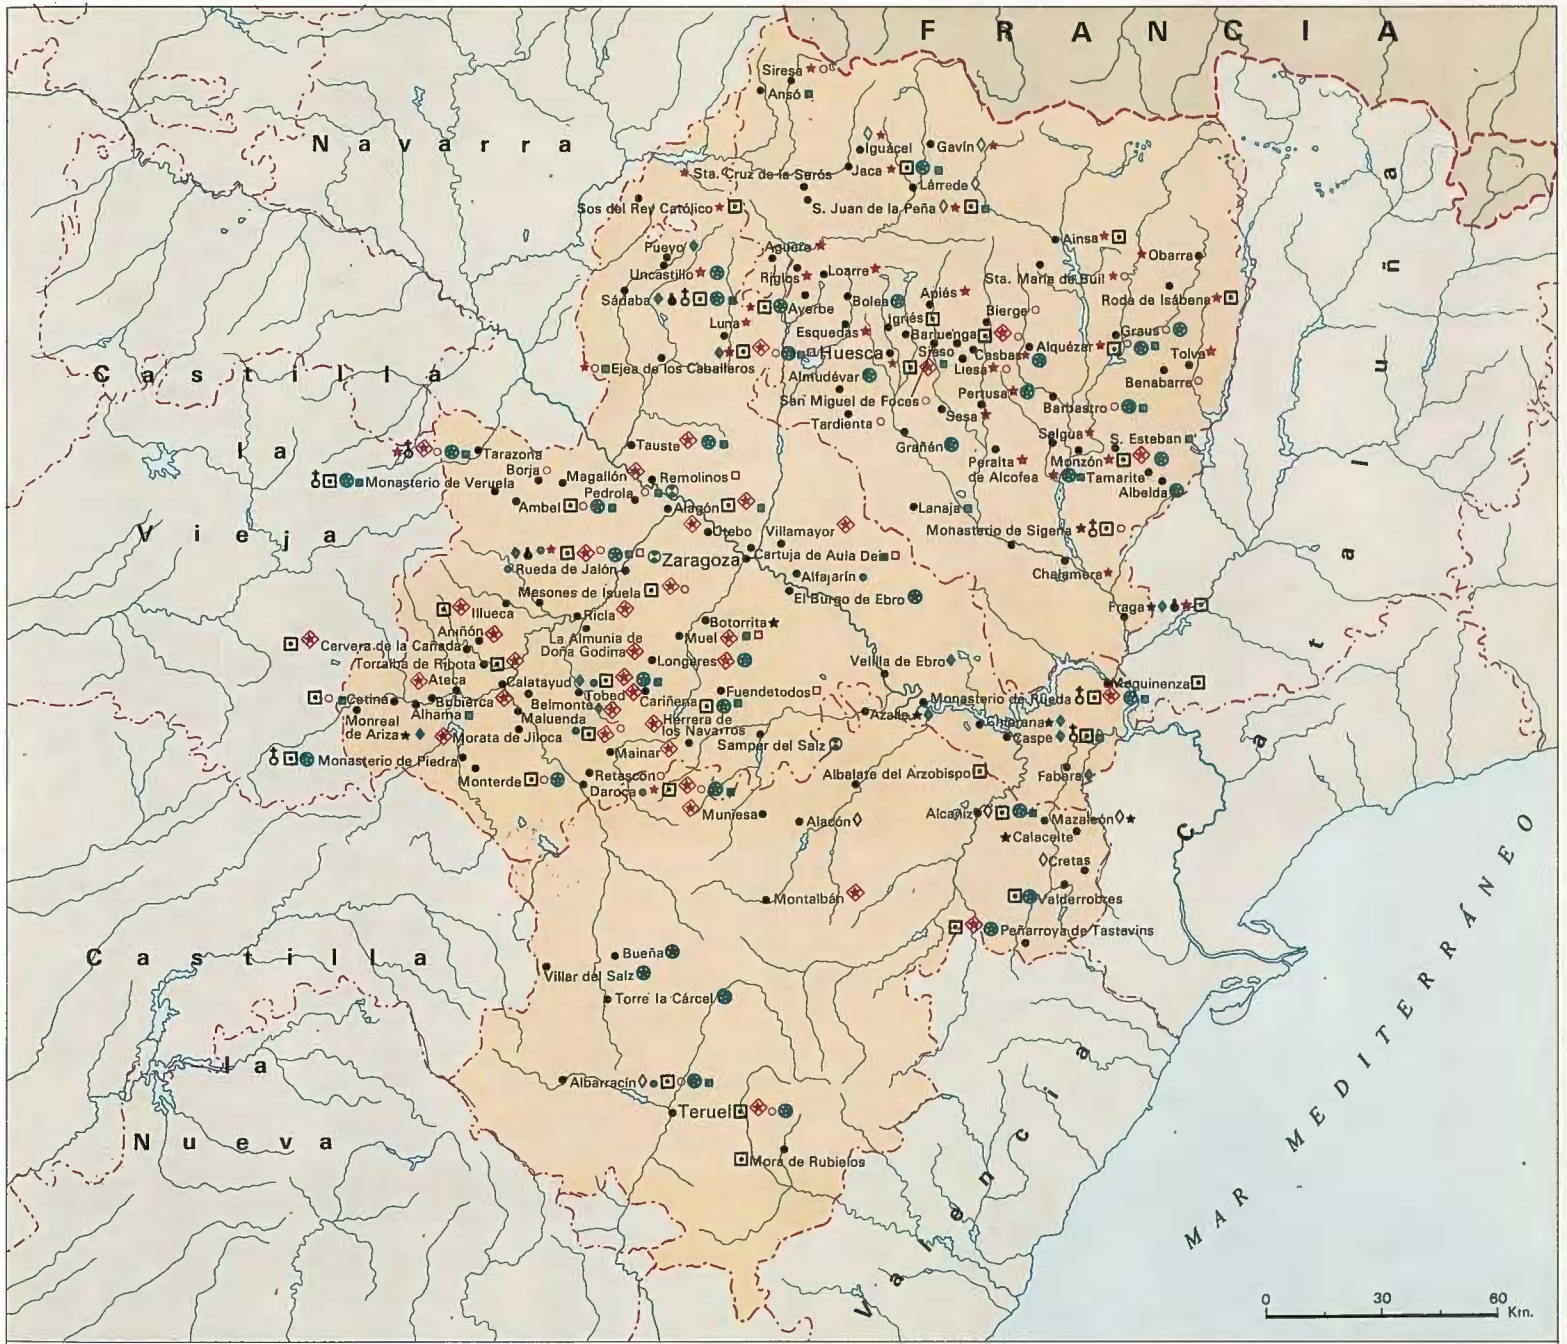 FRANCIA
Siresa
Ansó
Navarra
Iguácel
Gavín
Sta. Cruz de la Serós
Jaca
Lárrede
Sos del Rey Católico
S. Juan de la Peña
Pueyo
Agüero
Ainsa
Obarra
Uncastillo
Riglos
Loarre
Sta. María de Buil
Sádaba
Ayerbe
Bolea
Apiés
Bierge
Roda de Isábena
Luna
Esquedas
Igriés
Barluenga
Alquézar
Graus
Huesca
Sieso
Casbas
Tolva
Ejea de los Caballeros
Almudévar
Liesa
Benabarre
San Miguel de Foces
Pertusa
Barbastro
Castilla
la
Vieja
Tardienta
Sesa
Tauste
Grañén
Selgua
S. Esteban
Tarazona
Borja
Magallón
Remolinos
Peralta
de Alcofea
Monzón
Tamarite
Monasterio de Veruela
Pedrola
Albelda
Ambel
Alagón
Lanaja
Utebo
Villamayor
Monasterio de Sigena
Zaragoza
Cartuja de Aula Dei
Rueda de Jalón
Alfajarín
Chalamera
Mesones de Isuela
El Burgo de Ebro
Fraga
Illueca
Ricla
Aniñón
Botorrita
Cervera de la Cañada
La Almunia de
Doña Godina
Muel
Torralba de Ribota
Longares
Velilla de Ebro
Ateca
Calatayud
Mequinenza
Cetina
Bubierca
Tobed
Cariñena
Fuendetodos
Monasterio de Rueda
Alhama
Belmonte
Monreal
de Ariza
Maluenda
Herrera de
los Navarros
Azaila
Chiprana
Morata de Jiloca
Samper del Salz
Caspe
Monasterio de Piedra
Mainar
Monterde
Retascón
Albalate del Arzobispo
Fabara
Daroca
Muniesa
Alacón
Alcañiz
Mazaleón
Calaceite
Cretas
Montalbán
Valderrobres
Peñarroya de Tastavins
Castilla
la
Nueva
Bueña
Villar del Salz
Torre la Cárcel
Albarracín
Teruel
Mora de Rubielos
Cataluña
Valencia
MAR MEDITERRÁNEO
0 30 60
Km.